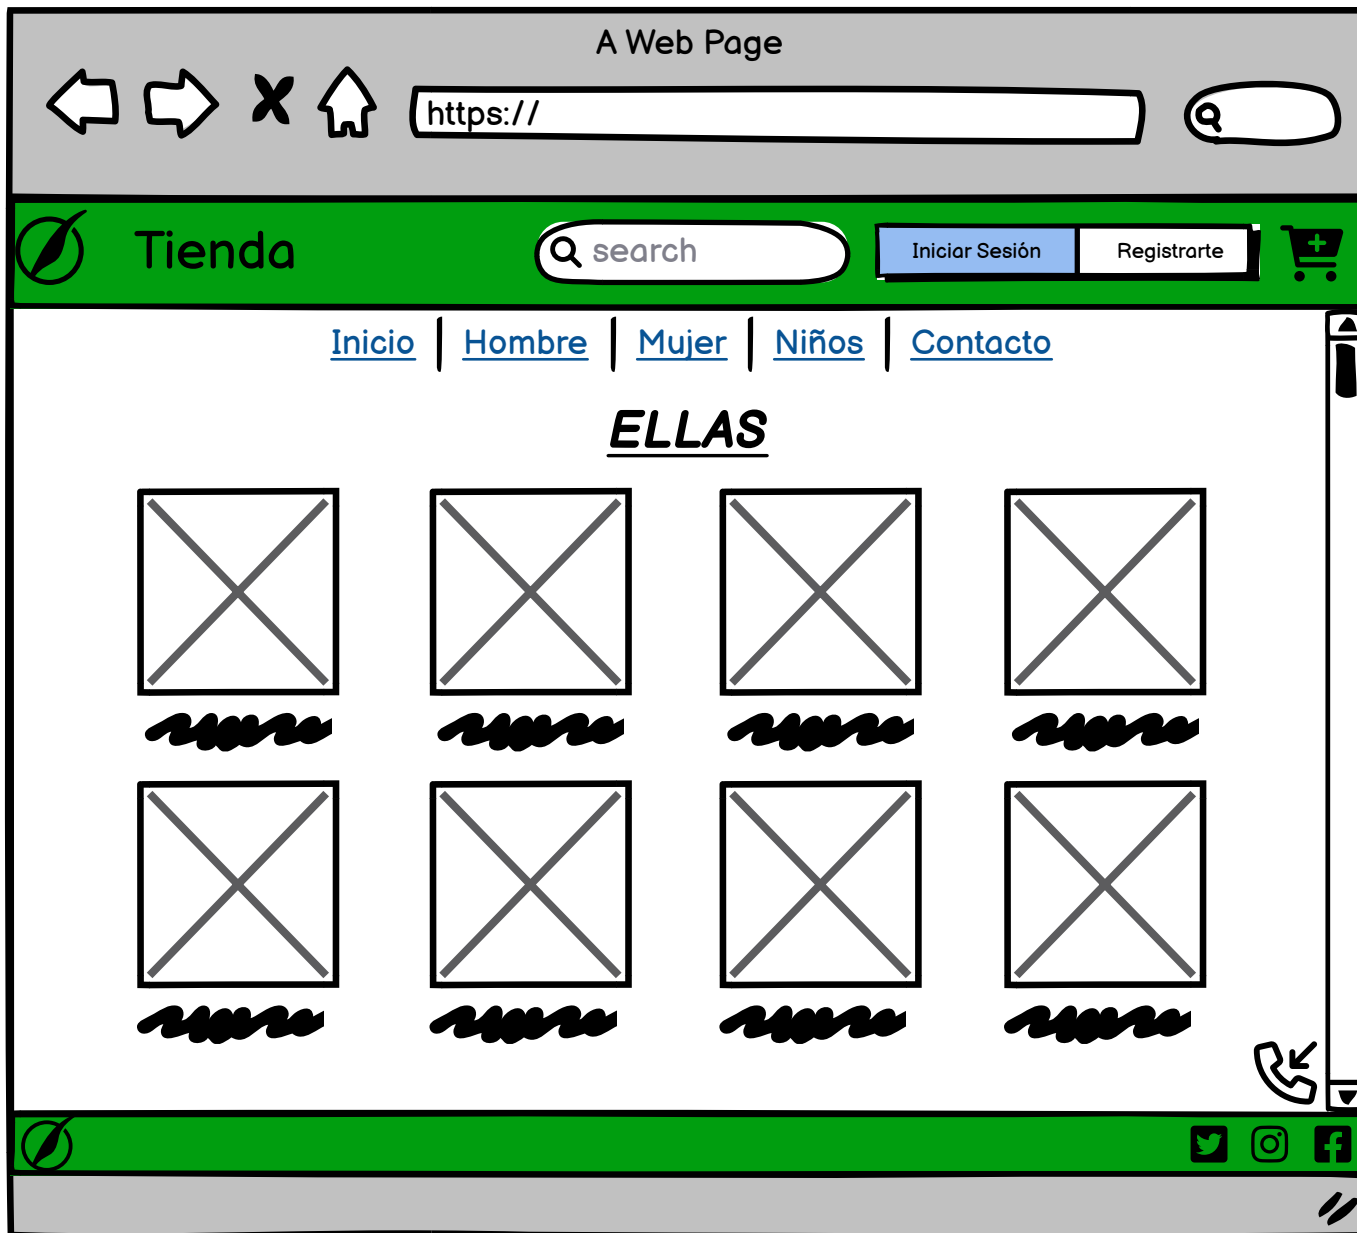 A Web Page
https://
Tienda
search
Iniciar Sesión
Registrarte
Inicio
Hombre
Mujer
Niños
Contacto
ELLAS